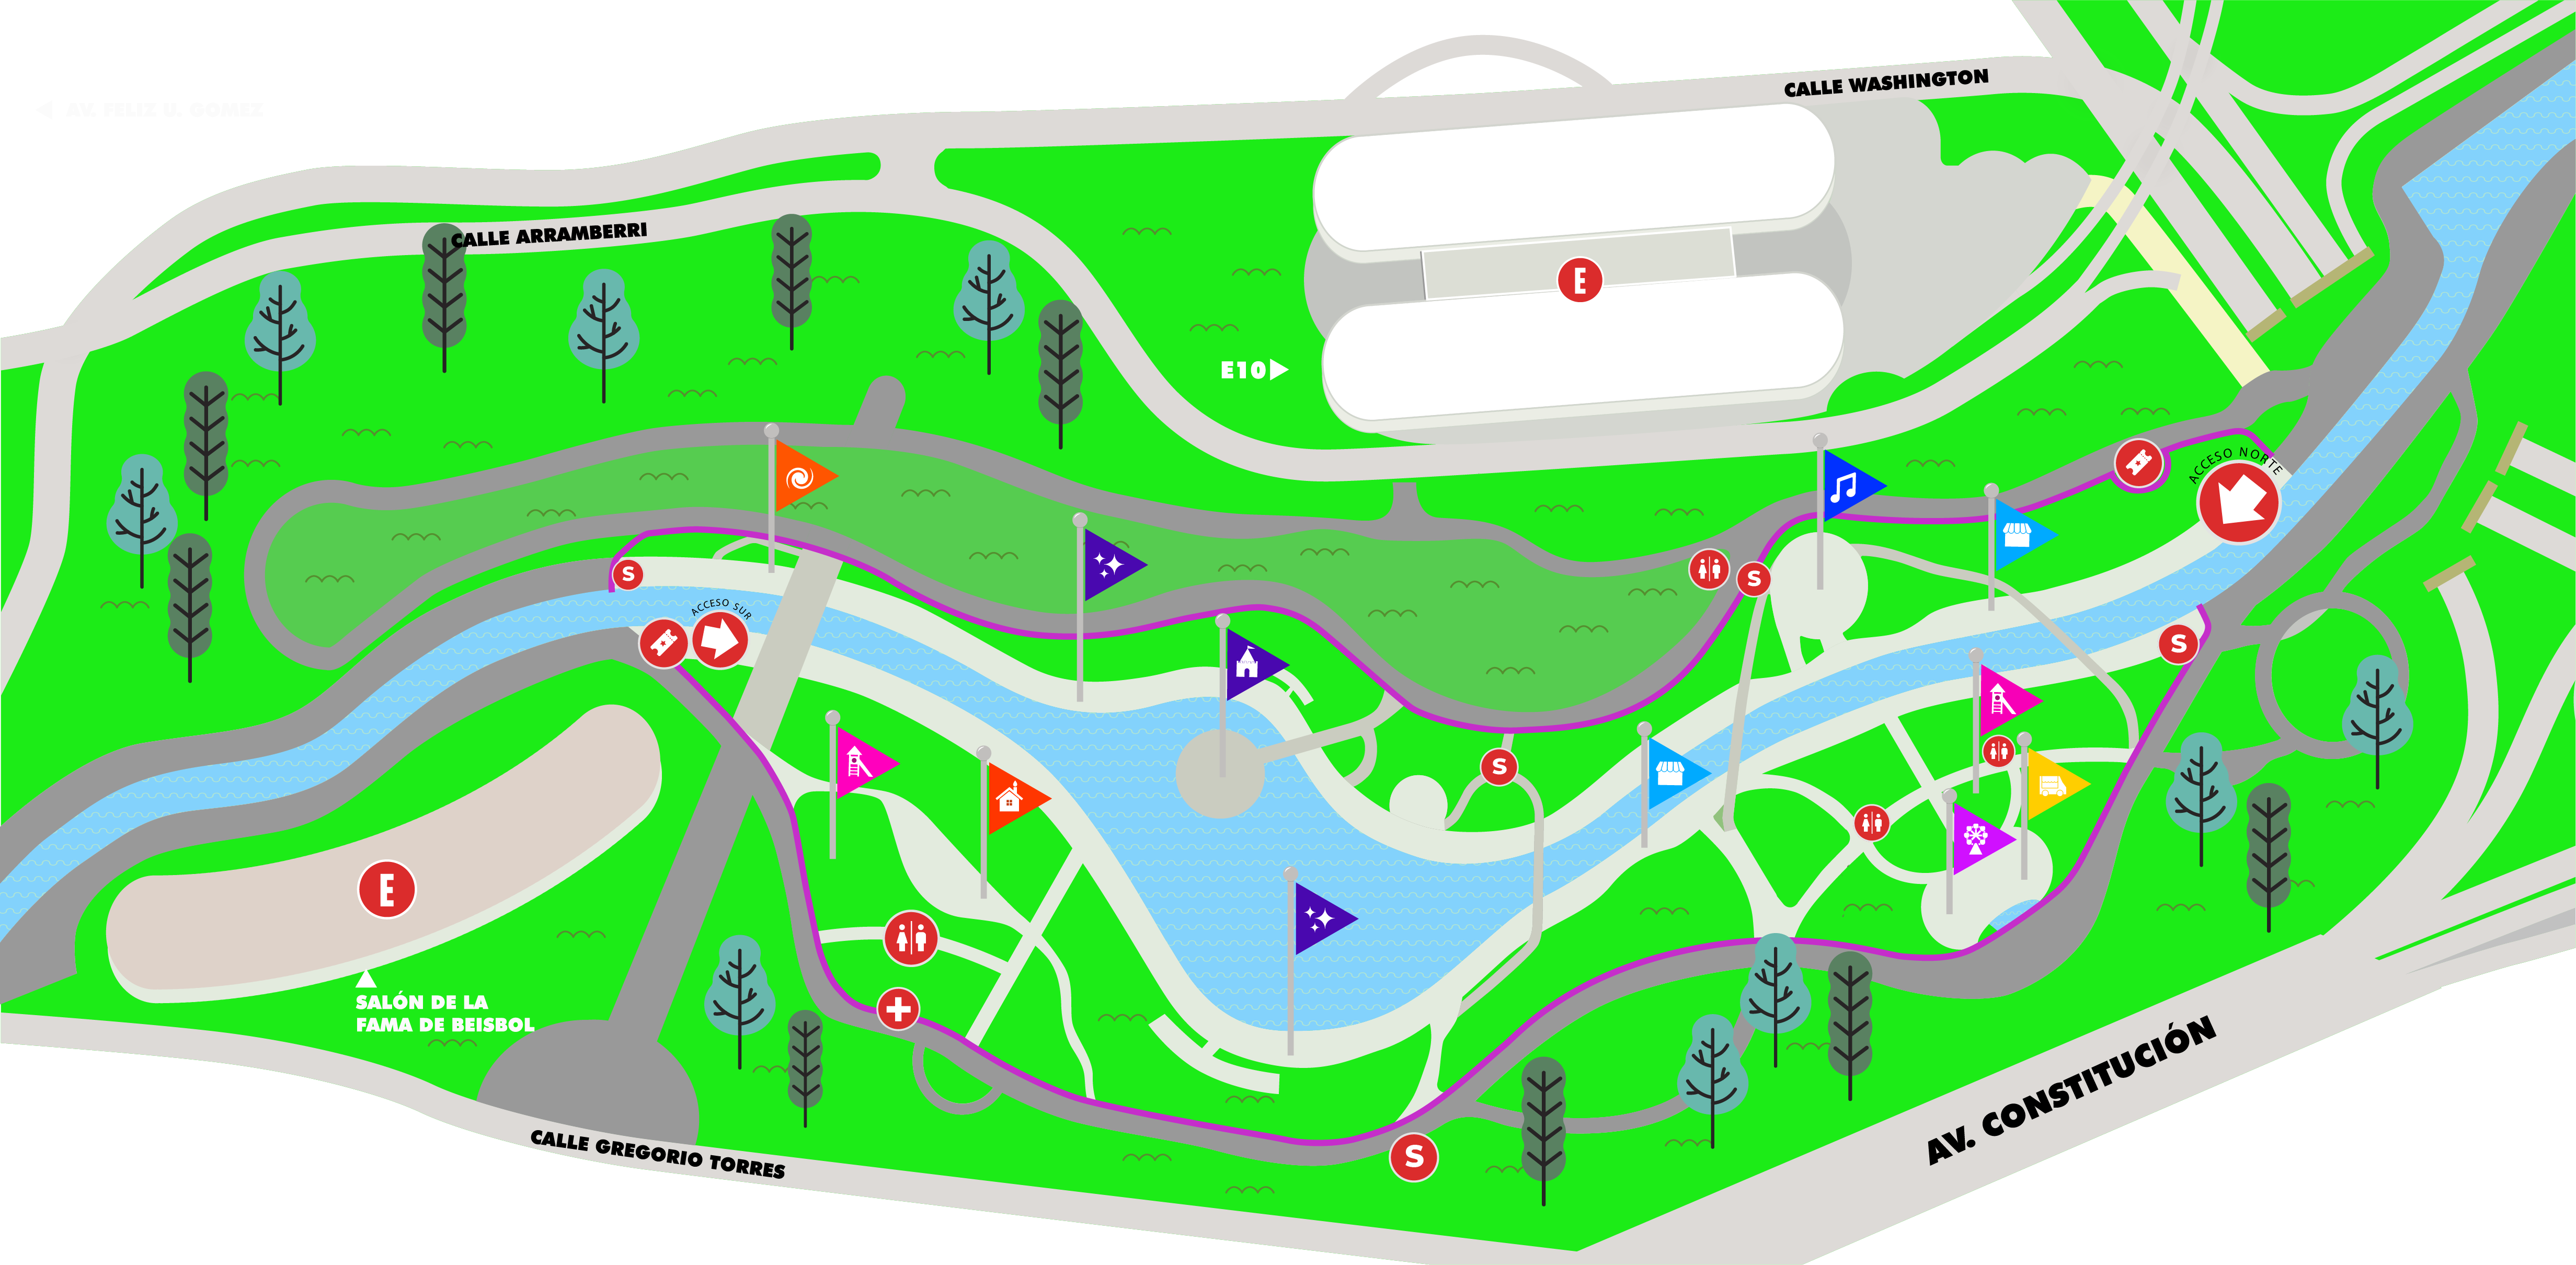 CALLE WASHINGTON
AV. FELIZ U. GOMEZ
CALLE ARRAMBERRI
E
E10
ACCESO NORTE
S
S
ACCESO SUR
S
S
E
SALÓN DE LA
FAMA DE BEISBOL
S
AV. CONSTITUCIÓN
CALLE GREGORIO TORRES